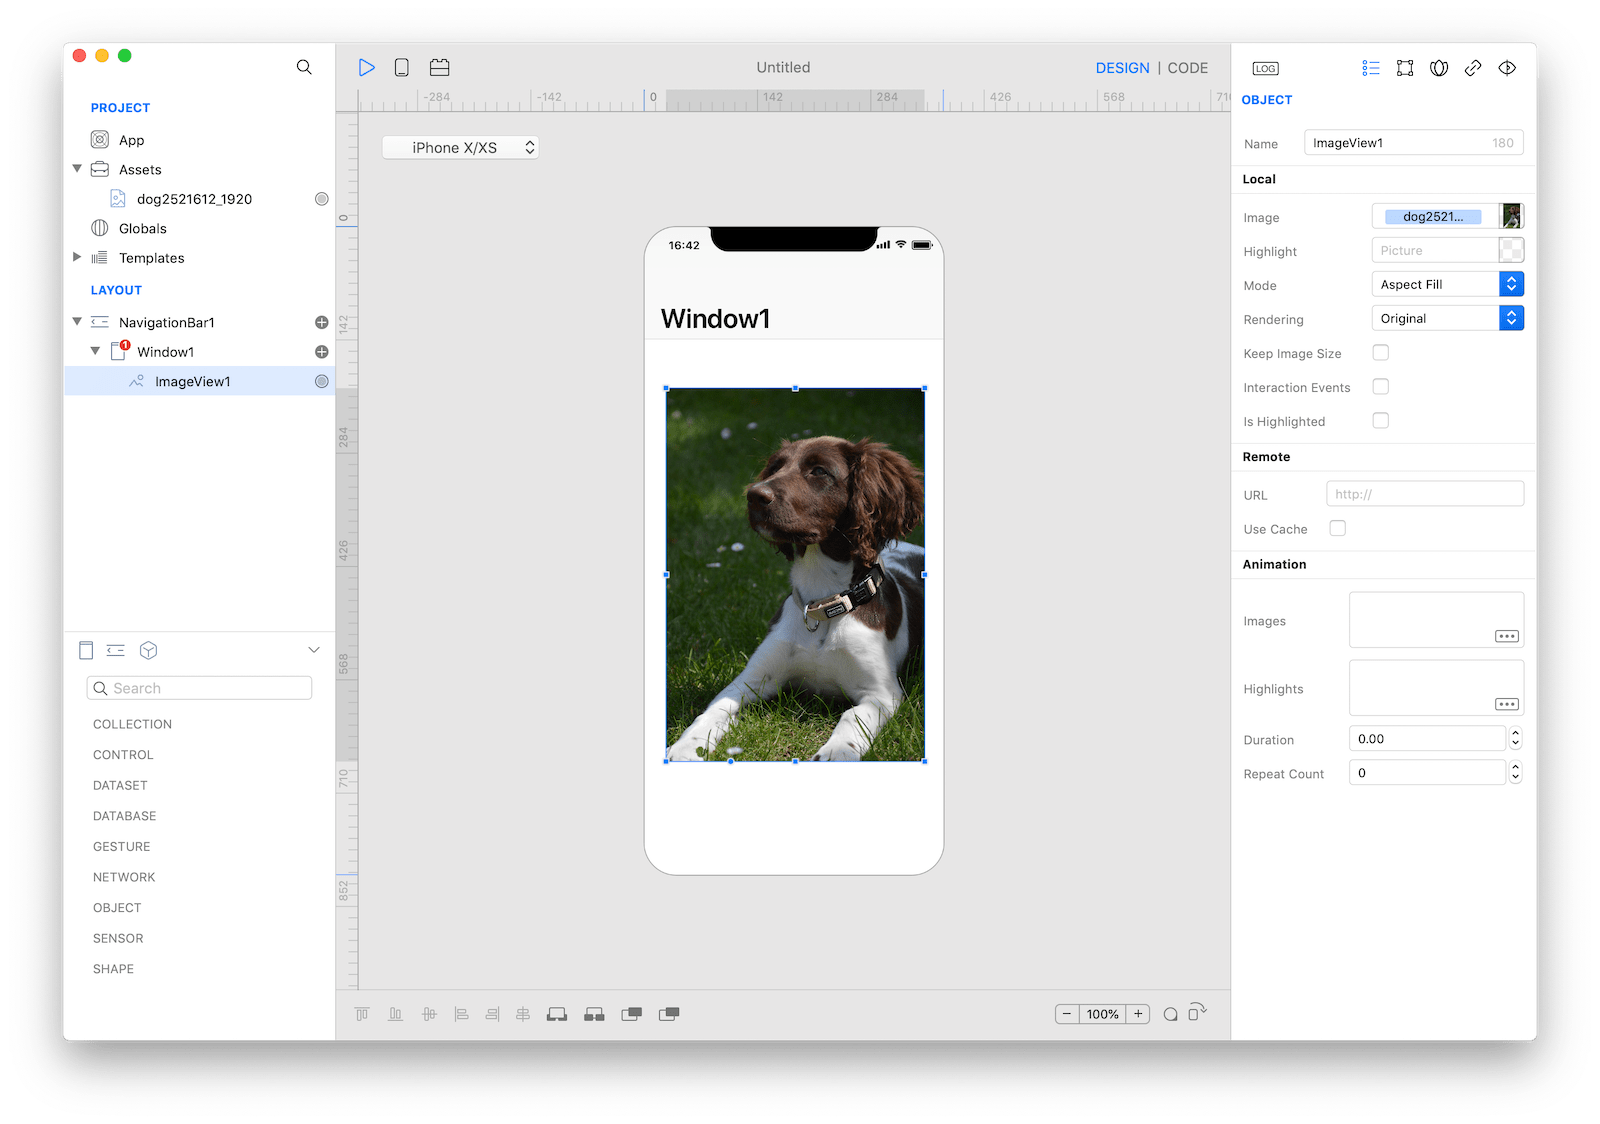 Untitled
DESIGN | CODE
LOG
PROJECT
App
Assets
dog2521612_1920
Globals
Templates
LAYOUT
NavigationBar1
1
Window1
ImageView1
Search
COLLECTION
CONTROL
DATASET
DATABASE
GESTURE
NETWORK
OBJECT
SENSOR
SHAPE
-284 -142 0 142 284 426 568 710
iPhone X/XS
0
142
284
426
568
710
852
16:42
Window1
100%
OBJECT
Name ImageView1 180
Local
Image dog2521...
Highlight Picture
Mode Aspect Fill
Rendering Original
Keep Image Size
Interaction Events
Is Highlighted
Remote
URL http://
Use Cache
Animation
Images
Highlights
Duration 0.00
Repeat Count 0